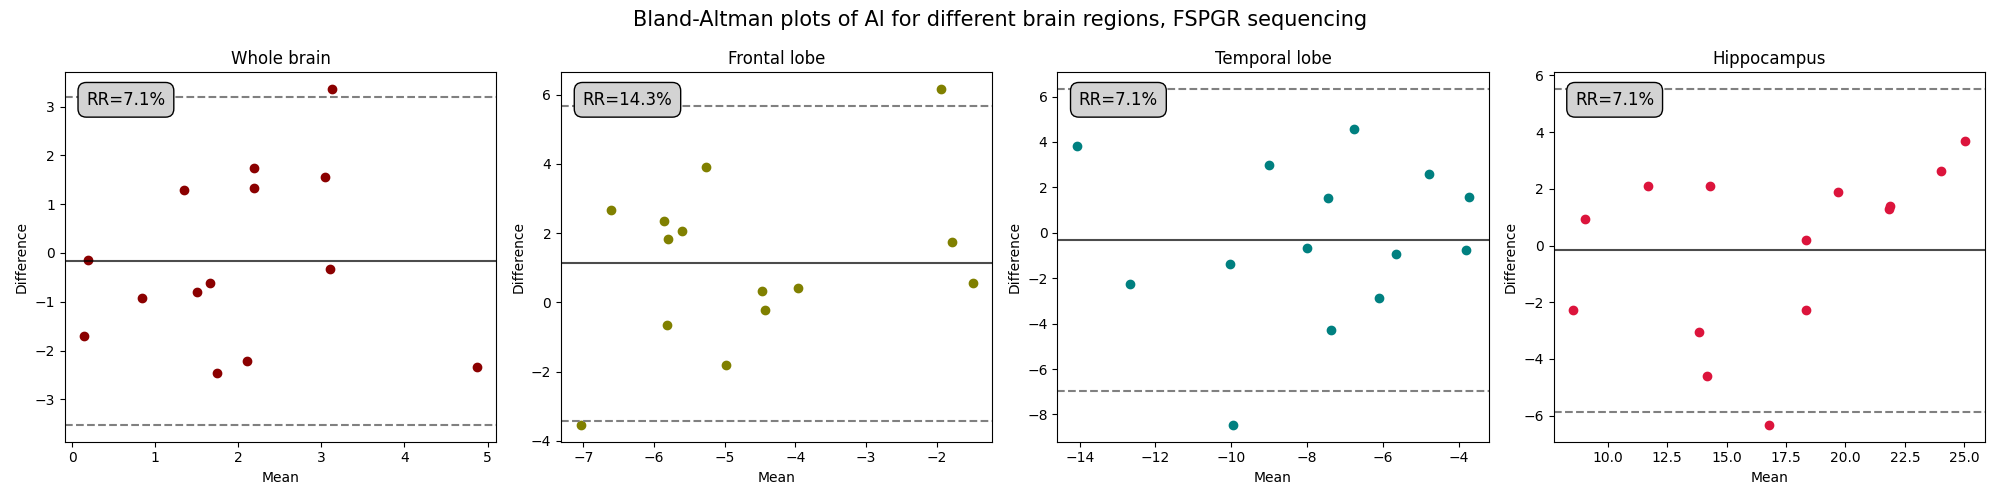 Bland-Altman plots of AI for different brain regions, FSPGR sequencing
Whole brain
RR=7.1%
3
2
1
0
−1
−2
−3
Difference
0 1 2 3 4 5
Mean
Frontal lobe
RR=14.3%
6
4
2
0
−2
−4
Difference
−7 −6 −5 −4 −3 −2
Mean
Temporal lobe
RR=7.1%
6
4
2
0
−2
−4
−6
−8
Difference
−14 −12 −10 −8 −6 −4
Mean
Hippocampus
RR=7.1%
6
4
2
0
−2
−4
−6
Difference
10.0 12.5 15.0 17.5 20.0 22.5 25.0
Mean